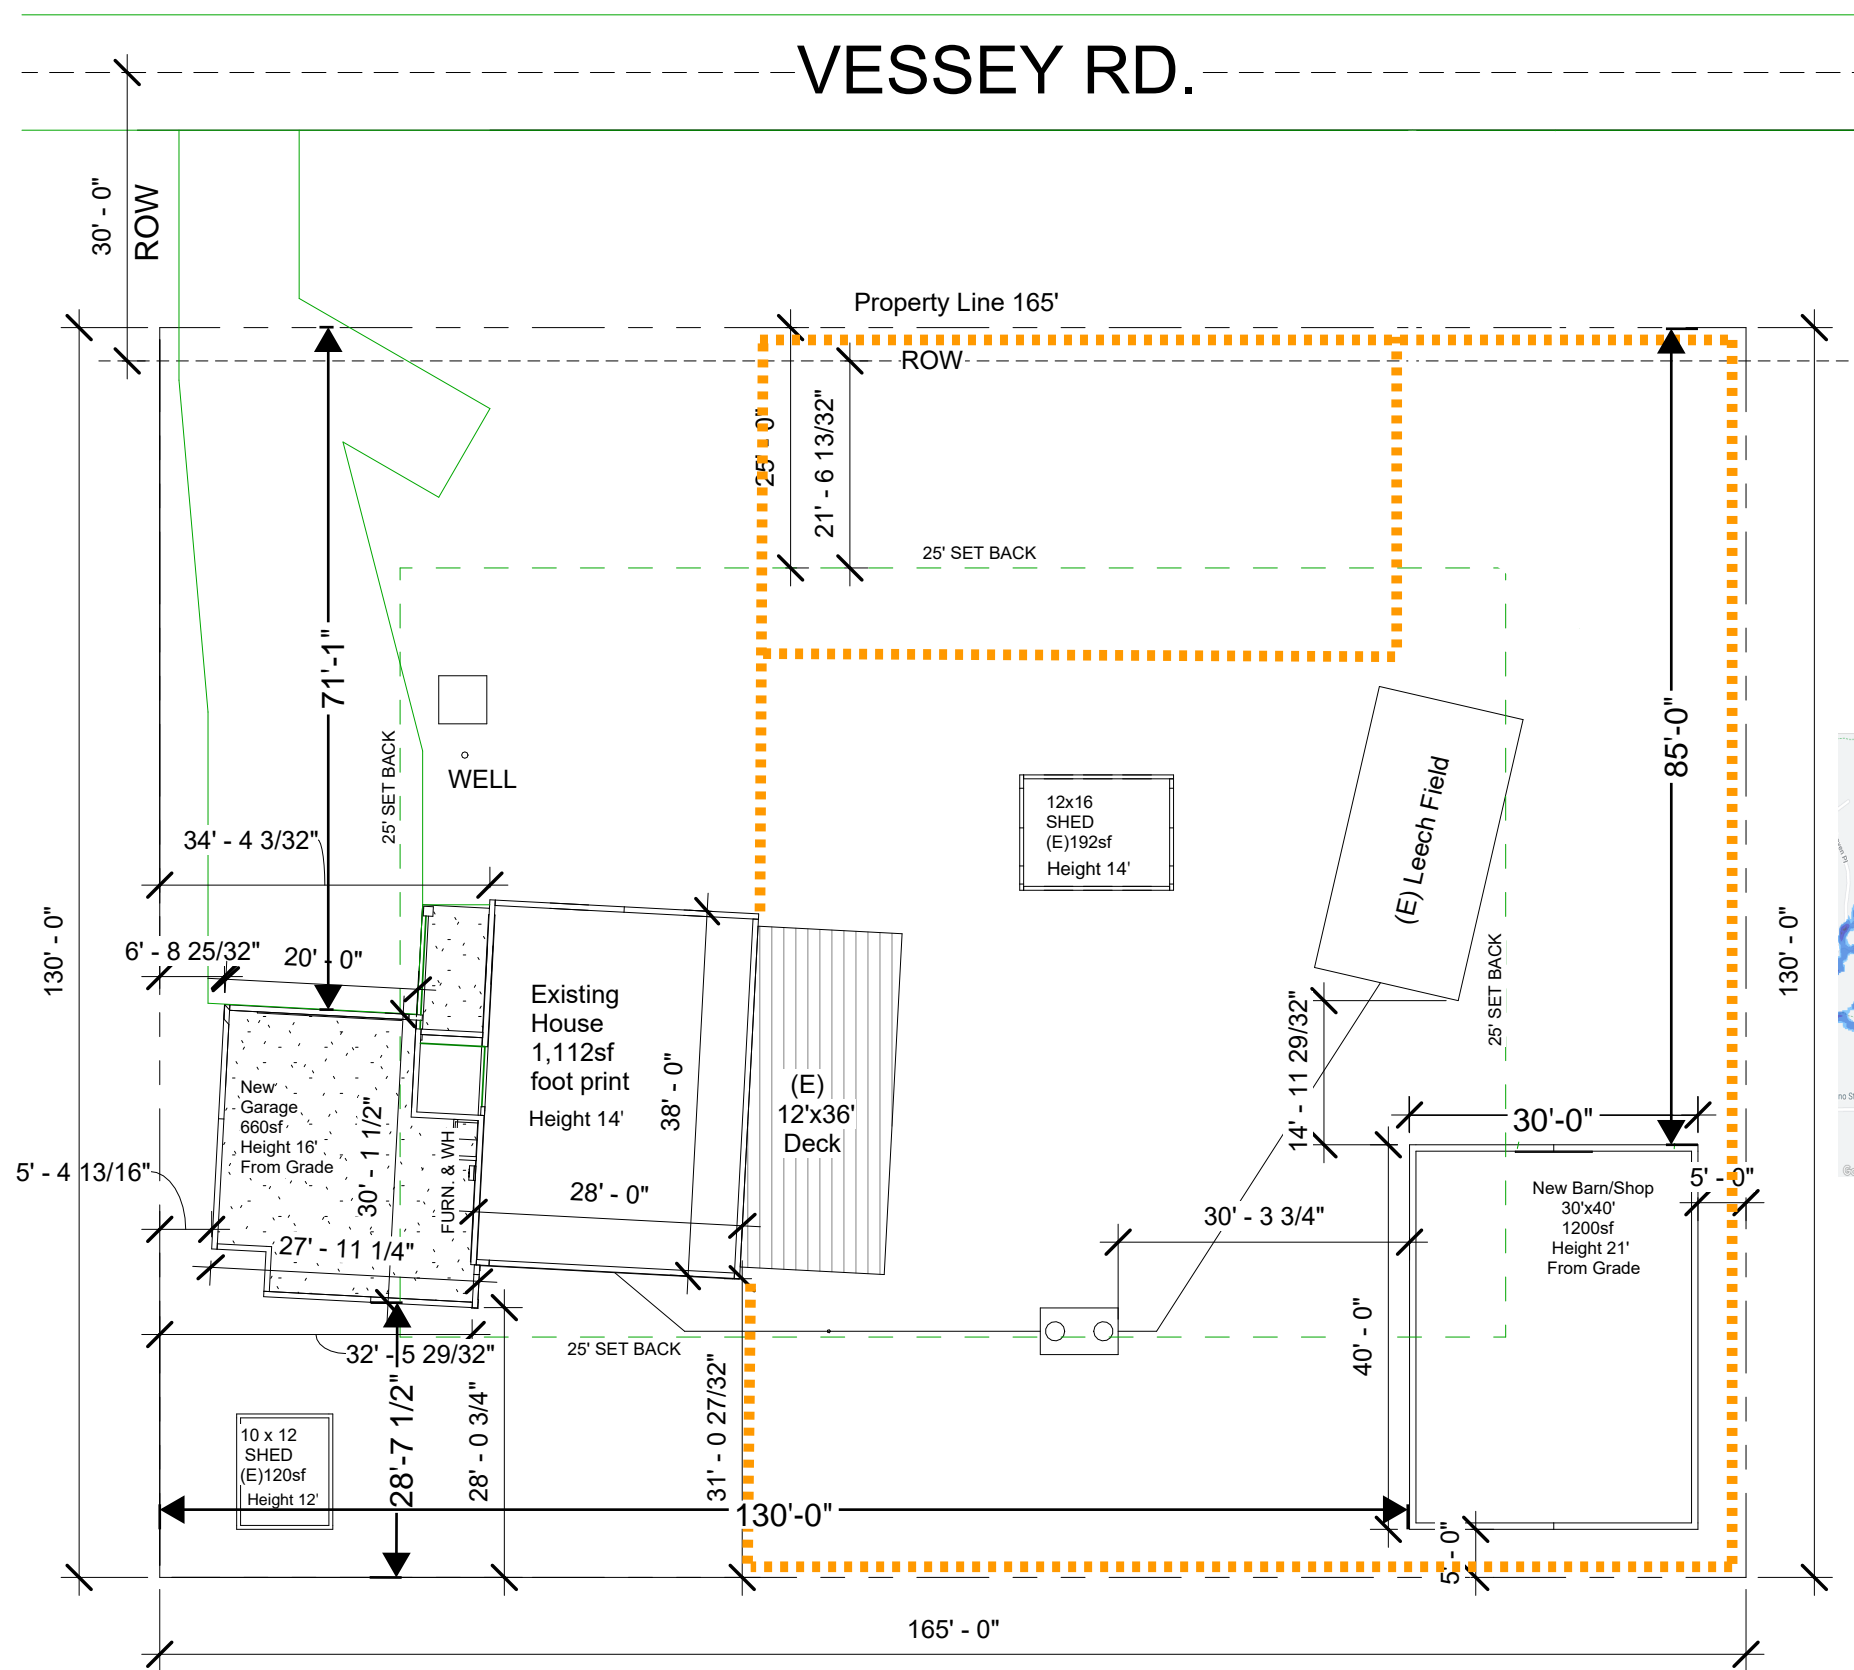 VESSEY RD.
30' - 0"
ROW
Property Line 165'
ROW
25' - 0"
21' - 6 13/32"
25' SET BACK
71'-1"
85'-0"
25' SET BACK
WELL
12x16
SHED
(E)192sf
Height 14'
(E) Leech Field
34' - 4 3/32"
130' - 0"
6' - 8 25/32"
20' - 0"
130' - 0"
25' SET BACK
Existing
House
1,112sf
foot print
Height 14'
38' - 0"
28' - 0"
(E)
12'x36'
Deck
14' - 11 29/32"
New
Garage
660sf
Height 16'
From Grade
30' - 1 1/2"
FURN. & WH
5' - 4 13/16"
27' - 11 1/4"
30'-0"
5' - 0"
New Barn/Shop
30'x40'
1200sf
Height 21'
From Grade
30' - 3 3/4"
40' - 0"
32' - 5 29/32"
25' SET BACK
28'-7 1/2"
28' - 0 3/4"
31' - 0 27/32"
10 x 12
SHED
(E)120sf
Height 12'
130'-0"
5' - 0"
165' - 0"